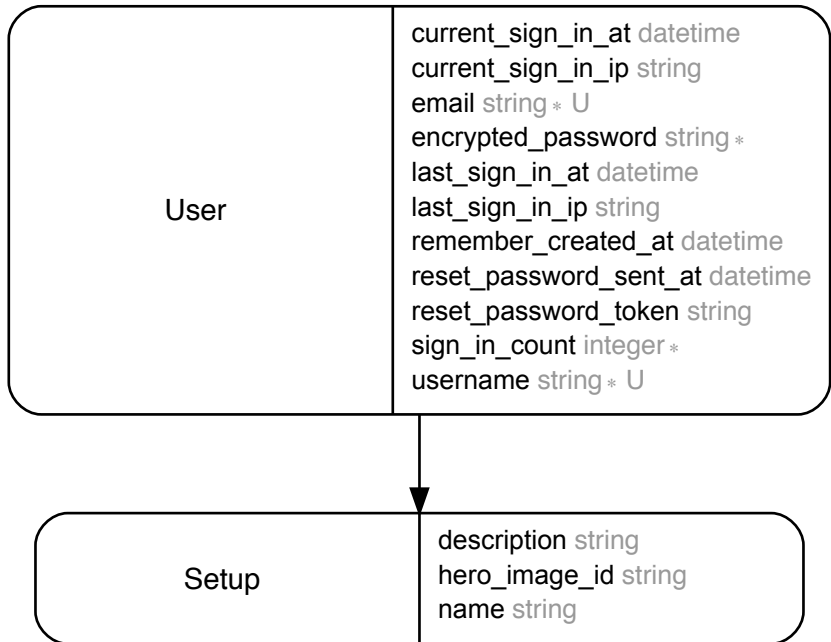 User
current_sign_in_at datetime
current_sign_in_ip string
email string * U
encrypted_password string *
last_sign_in_at datetime
last_sign_in_ip string
remember_created_at datetime
reset_password_sent_at datetime
reset_password_token string
sign_in_count integer *
username string * U
Setup
description string
hero_image_id string
name string